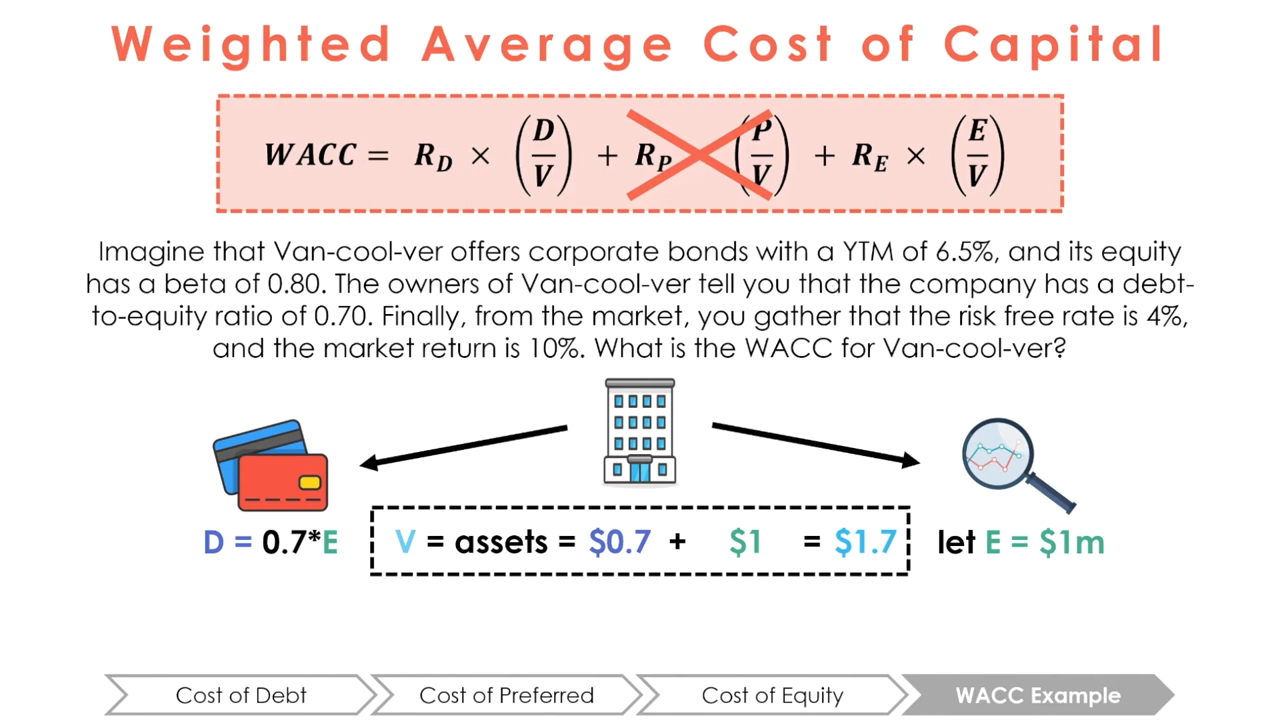 Weighted Average Cost of Capital
WACC = R_D × (D/V) + R_P (P/V) + R_E × (E/V)
Imagine that Van-cool-ver offers corporate bonds with a YTM of 6.5%, and its equity
has a beta of 0.80. The owners of Van-cool-ver tell you that the company has a debt-
to-equity ratio of 0.70. Finally, from the market, you gather that the risk free rate is 4%,
and the market return is 10%. What is the WACC for Van-cool-ver?
D = 0.7*E
V = assets = $0.7 + $1 = $1.7
let E = $1m
Cost of Debt
Cost of Preferred
Cost of Equity
WACC Example